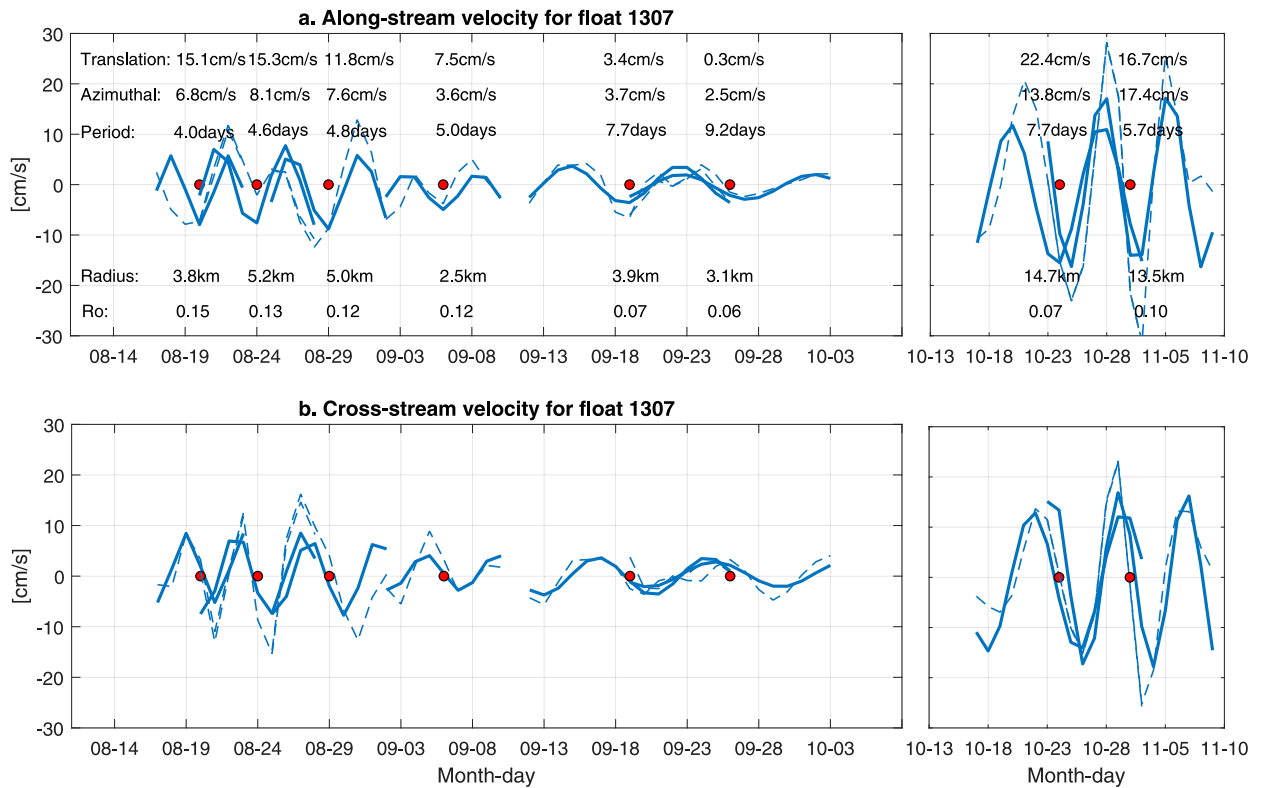 a. Along-stream velocity for float 1307
30
20
10
0
-10
-20
-30
[cm/s]
Translation: 15.1cm/s 15.3cm/s 11.8cm/s 7.5cm/s 3.4cm/s 0.3cm/s 22.4cm/s 16.7cm/s
Azimuthal: 6.8cm/s 8.1cm/s 7.6cm/s 3.6cm/s 3.7cm/s 2.5cm/s 13.8cm/s 17.4cm/s
Period: 4.0days 4.6days 4.8days 5.0days 7.7days 9.2days 7.7days 5.7days
Radius: 3.8km 5.2km 5.0km 2.5km 3.9km 3.1km 14.7km 13.5km
Ro: 0.15 0.13 0.12 0.12 0.07 0.06 0.07 0.10
08-14 08-19 08-24 08-29 09-03 09-08 09-13 09-18 09-23 09-28 10-03 10-13 10-18 10-23 10-28 11-05 11-10
b. Cross-stream velocity for float 1307
30
20
10
0
-10
-20
-30
[cm/s]
08-14 08-19 08-24 08-29 09-03 09-08 09-13 09-18 09-23 09-28 10-03 10-13 10-18 10-23 10-28 11-05 11-10
Month-day Month-day